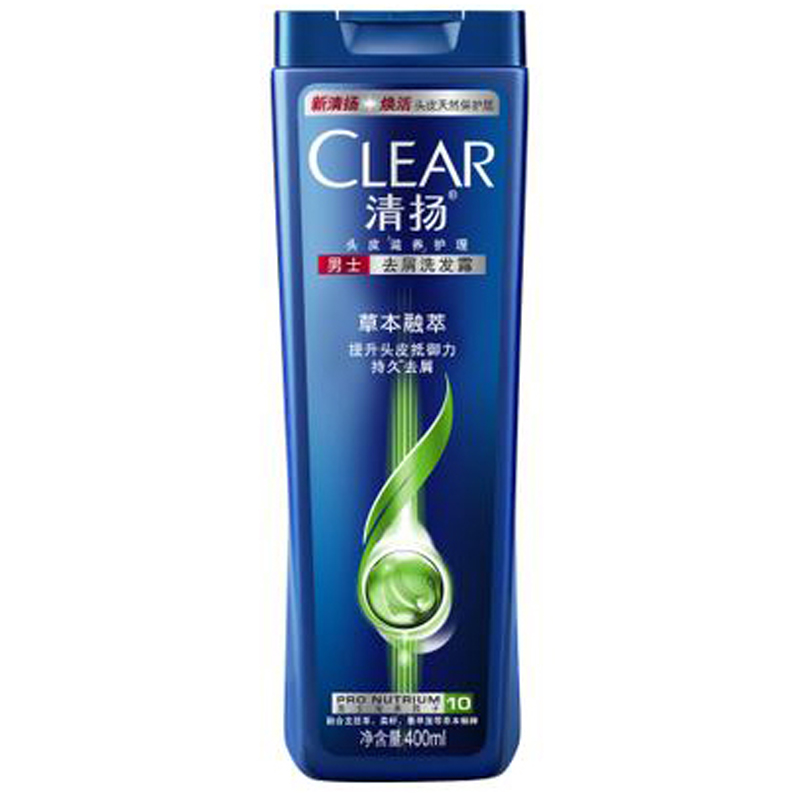 新清扬 焕活 头皮天然保护层
CLEAR
清扬®
头皮滋养护理
男士 去屑洗发露
草本融萃
提升头皮抵御力
持久去屑
PRO NUTRIUM 10
净含量400ml